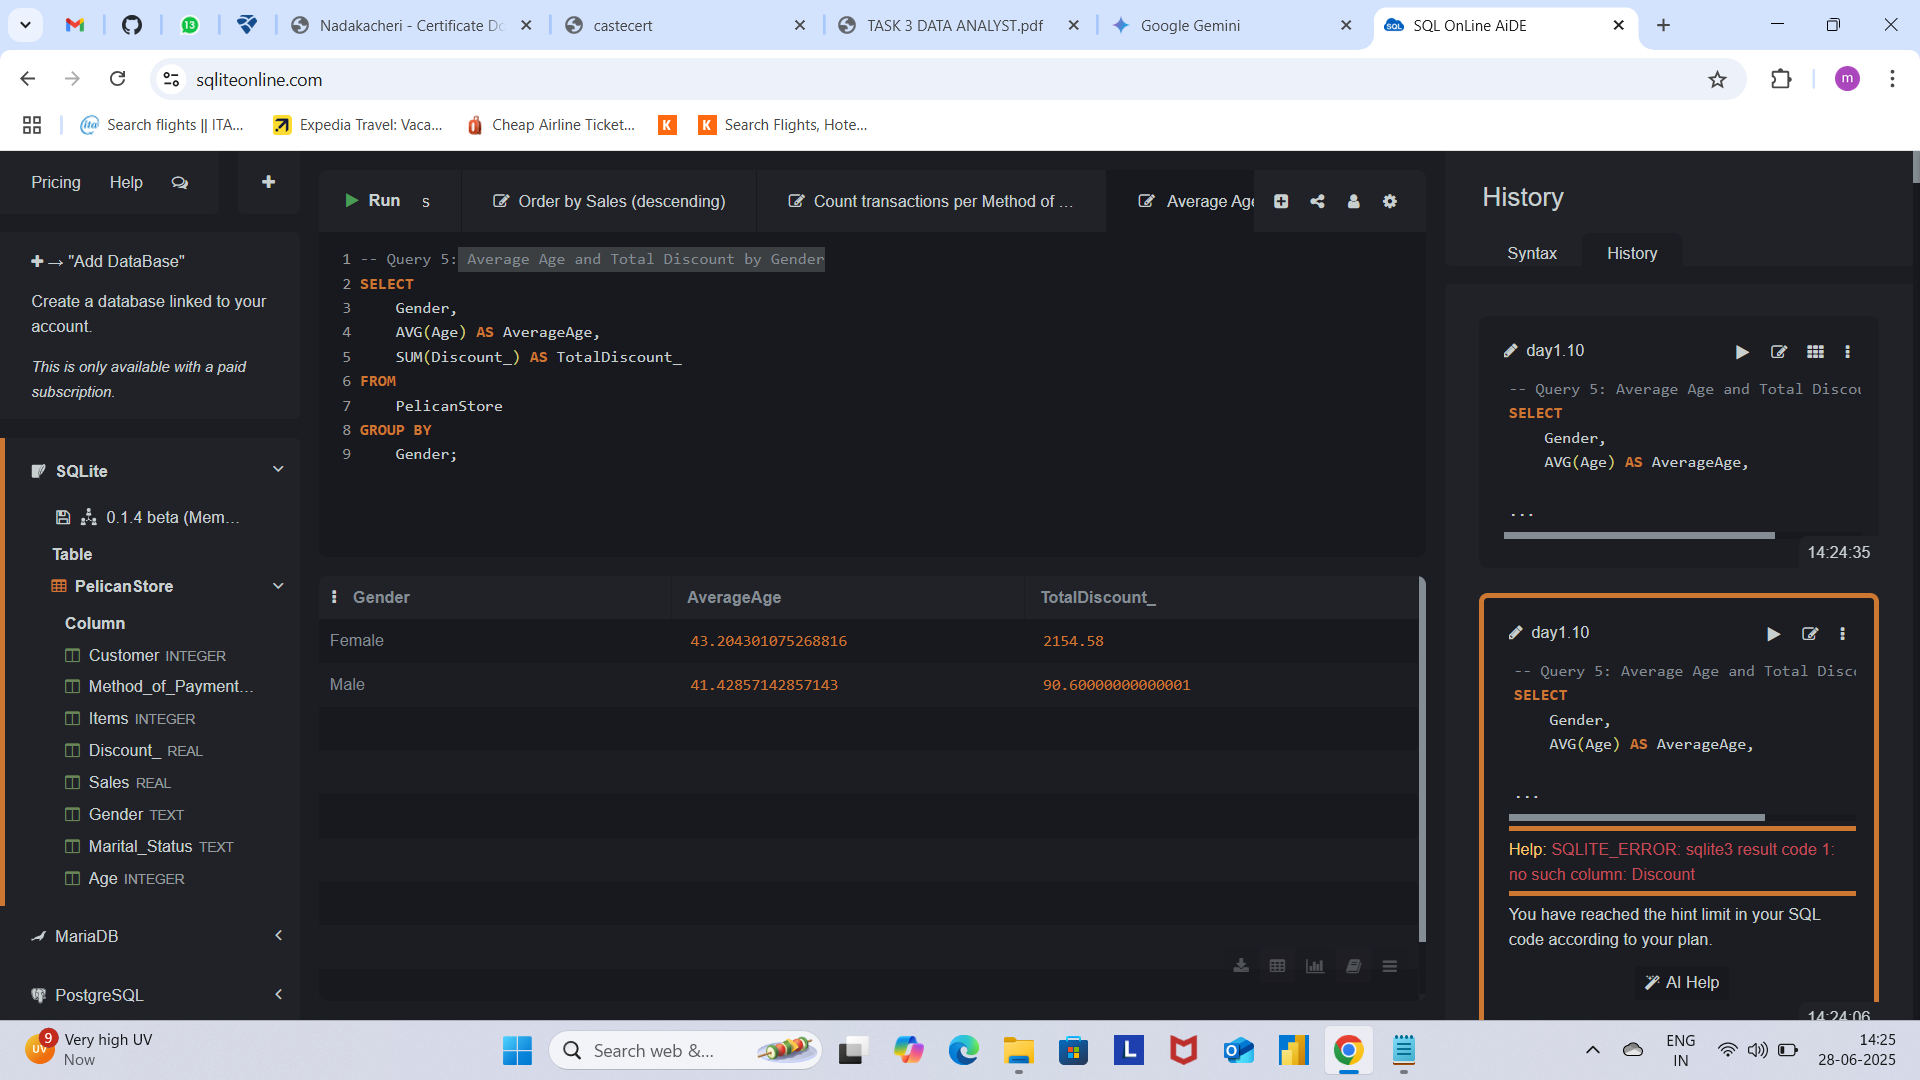 13
Nadakacheri - Certificate Do
castecert
TASK 3 DATA ANALYST.pdf
Google Gemini
SQL
SQL OnLine AiDE
sqliteonline.com
m
ita
Search flights || ITA...
Expedia Travel: Vaca...
Cheap Airline Ticket...
K
K
Search Flights, Hote...
Pricing
Help
Run
s
Order by Sales (descending)
Count transactions per Method of ...
Average Age
History
Syntax
History
+→ "Add DataBase"
Create a database linked to your
account.
This is only available with a paid
subscription.
SQLite
0.1.4 beta (Mem...
Table
PelicanStore
Column
Customer INTEGER
Method_of_Payment...
Items INTEGER
Discount_ REAL
Sales REAL
Gender TEXT
Marital_Status TEXT
Age INTEGER
MariaDB
PostgreSQL
1 -- Query 5: Average Age and Total Discount by Gender
2 SELECT
3 Gender,
4 AVG(Age) AS AverageAge,
5 SUM(Discount_) AS TotalDiscount_
6 FROM
7 PelicanStore
8 GROUP BY
9 Gender;
Gender AverageAge TotalDiscount_
Female 43.204301075268816 2154.58
Male 41.42857142857143 90.60000000000001
day1.10
-- Query 5: Average Age and Total Discou
SELECT
Gender,
AVG(Age) AS AverageAge,
...
14:24:35
day1.10
-- Query 5: Average Age and Total Disc
SELECT
Gender,
AVG(Age) AS AverageAge,
...
Help: SQLITE_ERROR: sqlite3 result code 1:
no such column: Discount
You have reached the hint limit in your SQL
code according to your plan.
AI Help
14:24:06
UV
9
Very high UV
Now
Search web &...
L
ENG
IN
14:25
28-06-2025